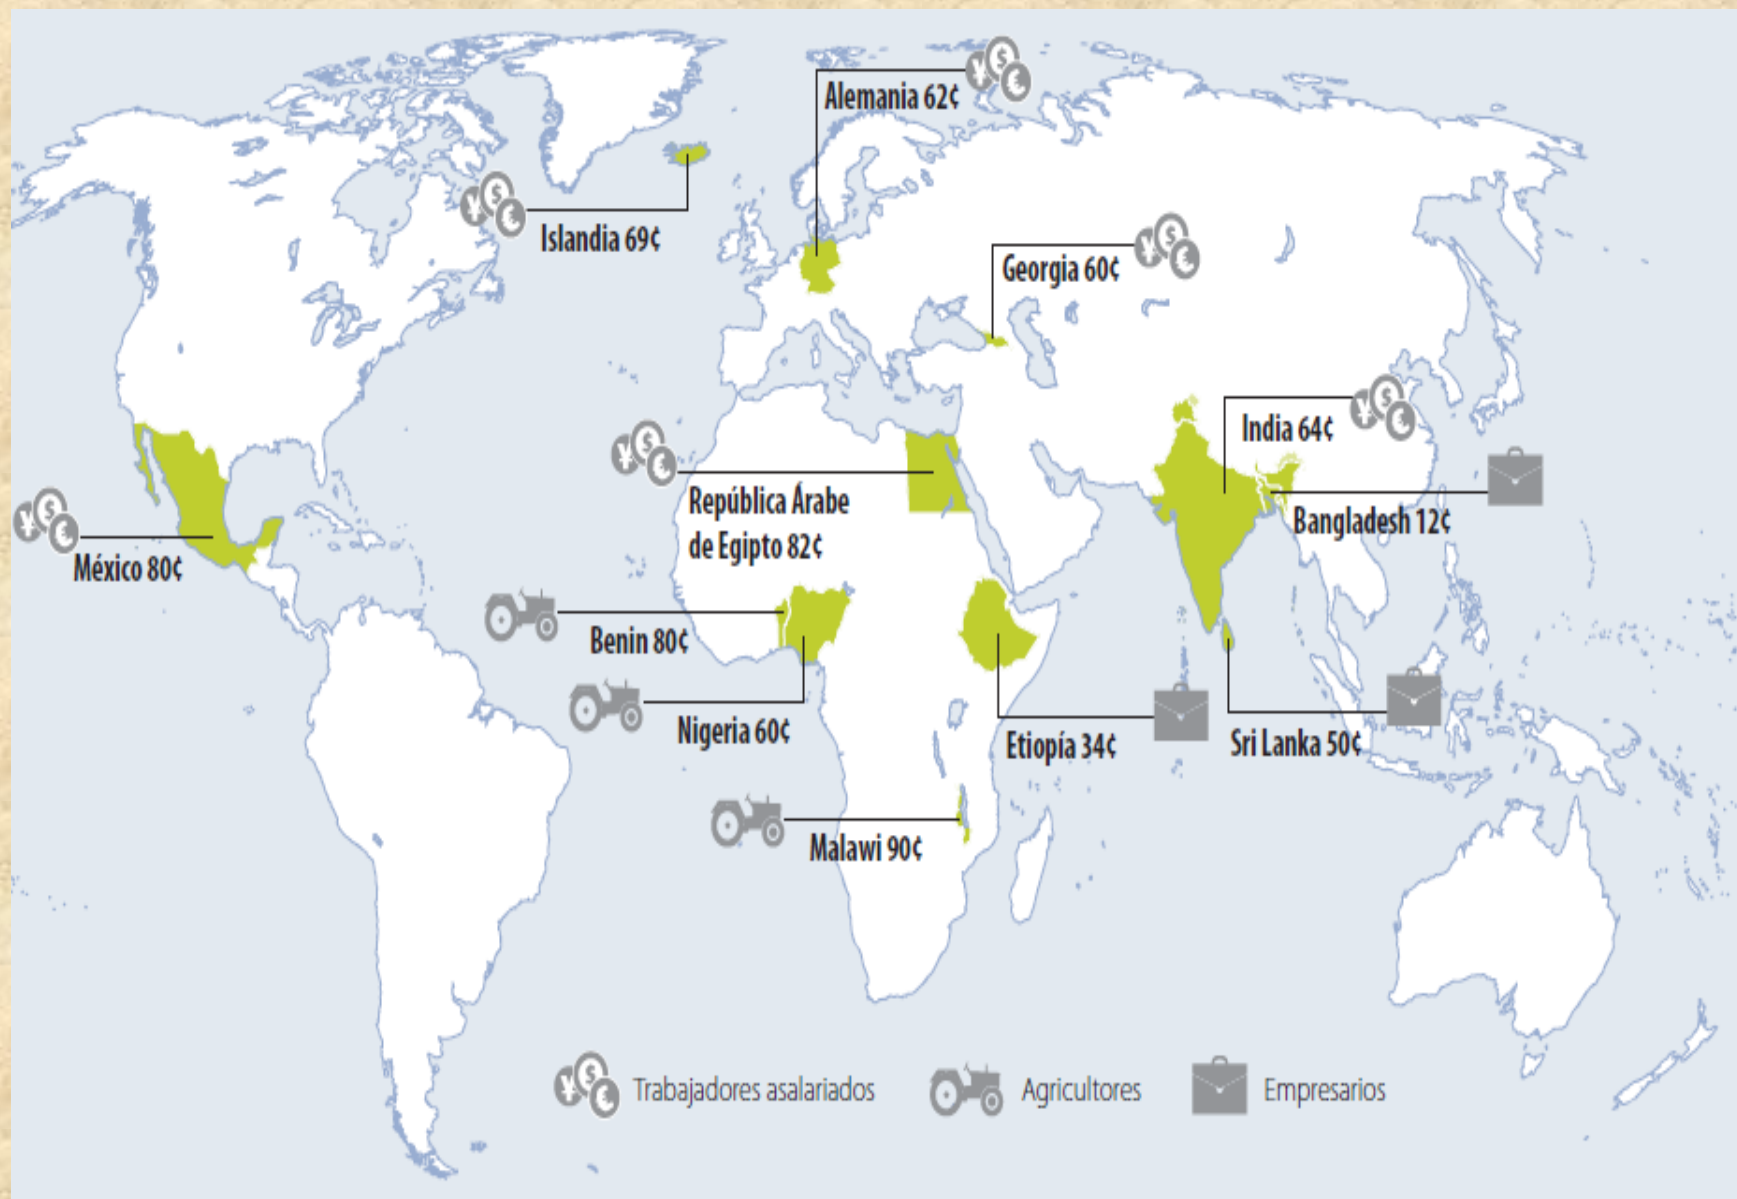 Alemania 62¢
Islandia 69¢
Georgia 60¢
India 64¢
República Árabe
de Egipto 82¢
Bangladesh 12¢
México 80¢
Benin 80¢
Nigeria 60¢
Etiopía 34¢
Sri Lanka 50¢
Malawi 90¢
¥ $ € Trabajadores asalariados
Agricultores
Empresarios